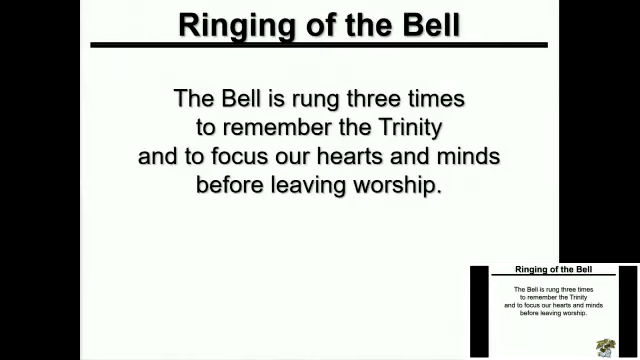 Ringing of the Bell
The Bell is rung three times
to remember the Trinity
and to focus our hearts and minds
before leaving worship.
Ringing of the Bell
The Bell is rung three times
to remember the Trinity
and to focus our hearts and minds
before leaving worship.